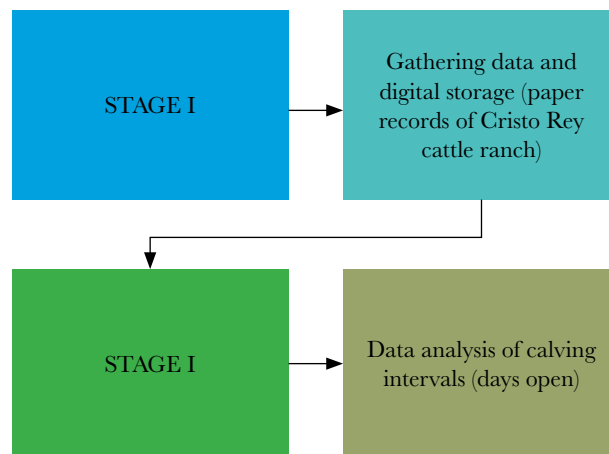 STAGE I
Gathering data and
digital storage (paper
records of Cristo Rey
cattle ranch)
STAGE I
Data analysis of calving
intervals (days open)